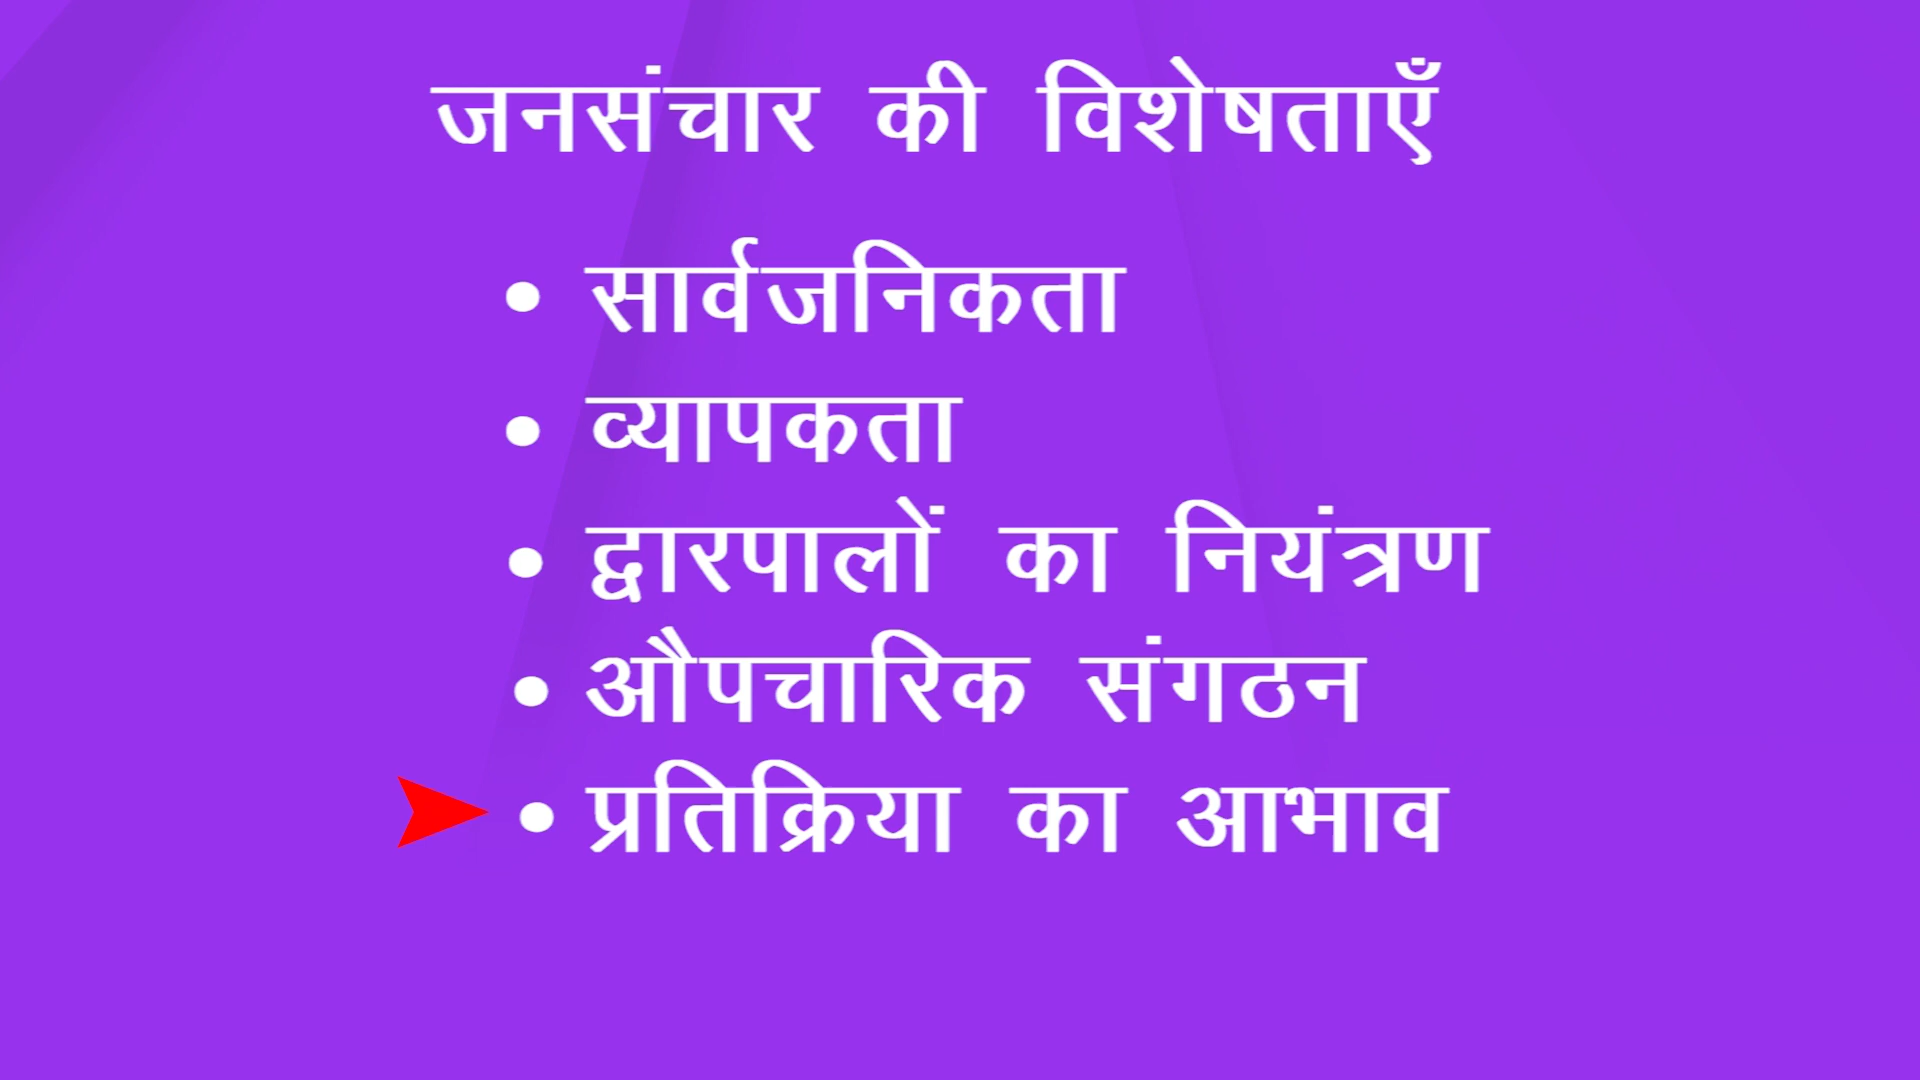 जनसंचार की विशेषताएँ
• सार्वजनिकता
• व्यापकता
• द्वारपालों का नियंत्रण
• औपचारिक संगठन
• प्रतिक्रिया का आभाव